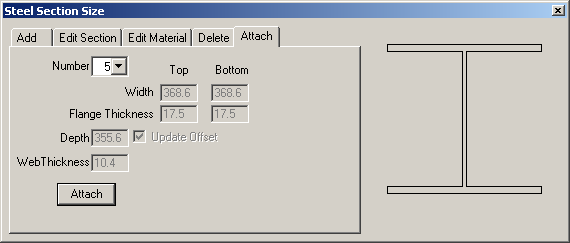 Steel Section Size
Add Edit Section Edit Material Delete Attach
Number 5 Top Bottom
Width 368.6 368.6
Flange Thickness 17.5 17.5
Depth 355.6 Update Offset
WebThickness 10.4
Attach